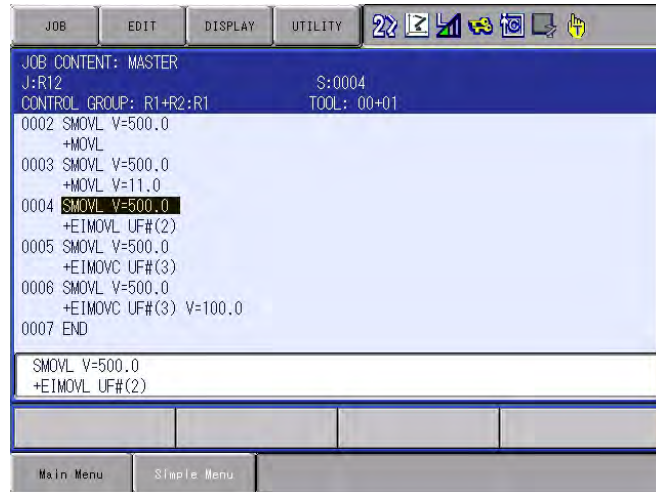 JOB EDIT DISPLAY UTILITY
JOB CONTENT: MASTER
J:R12 S:0004
CONTROL GROUP: R1+R2:R1 TOOL: 00+01
0002 SMOVL V=500.0
+MOVL
0003 SMOVL V=500.0
+MOVL V=11.0
0004 SMOVL V=500.0
+EIMOVL UF#(2)
0005 SMOVL V=500.0
+EIMOVC UF#(3)
0006 SMOVL V=500.0
+EIMOVC UF#(3) V=100.0
0007 END
SMOVL V=500.0
+EIMOVL UF#(2)
Main Menu Simple Menu